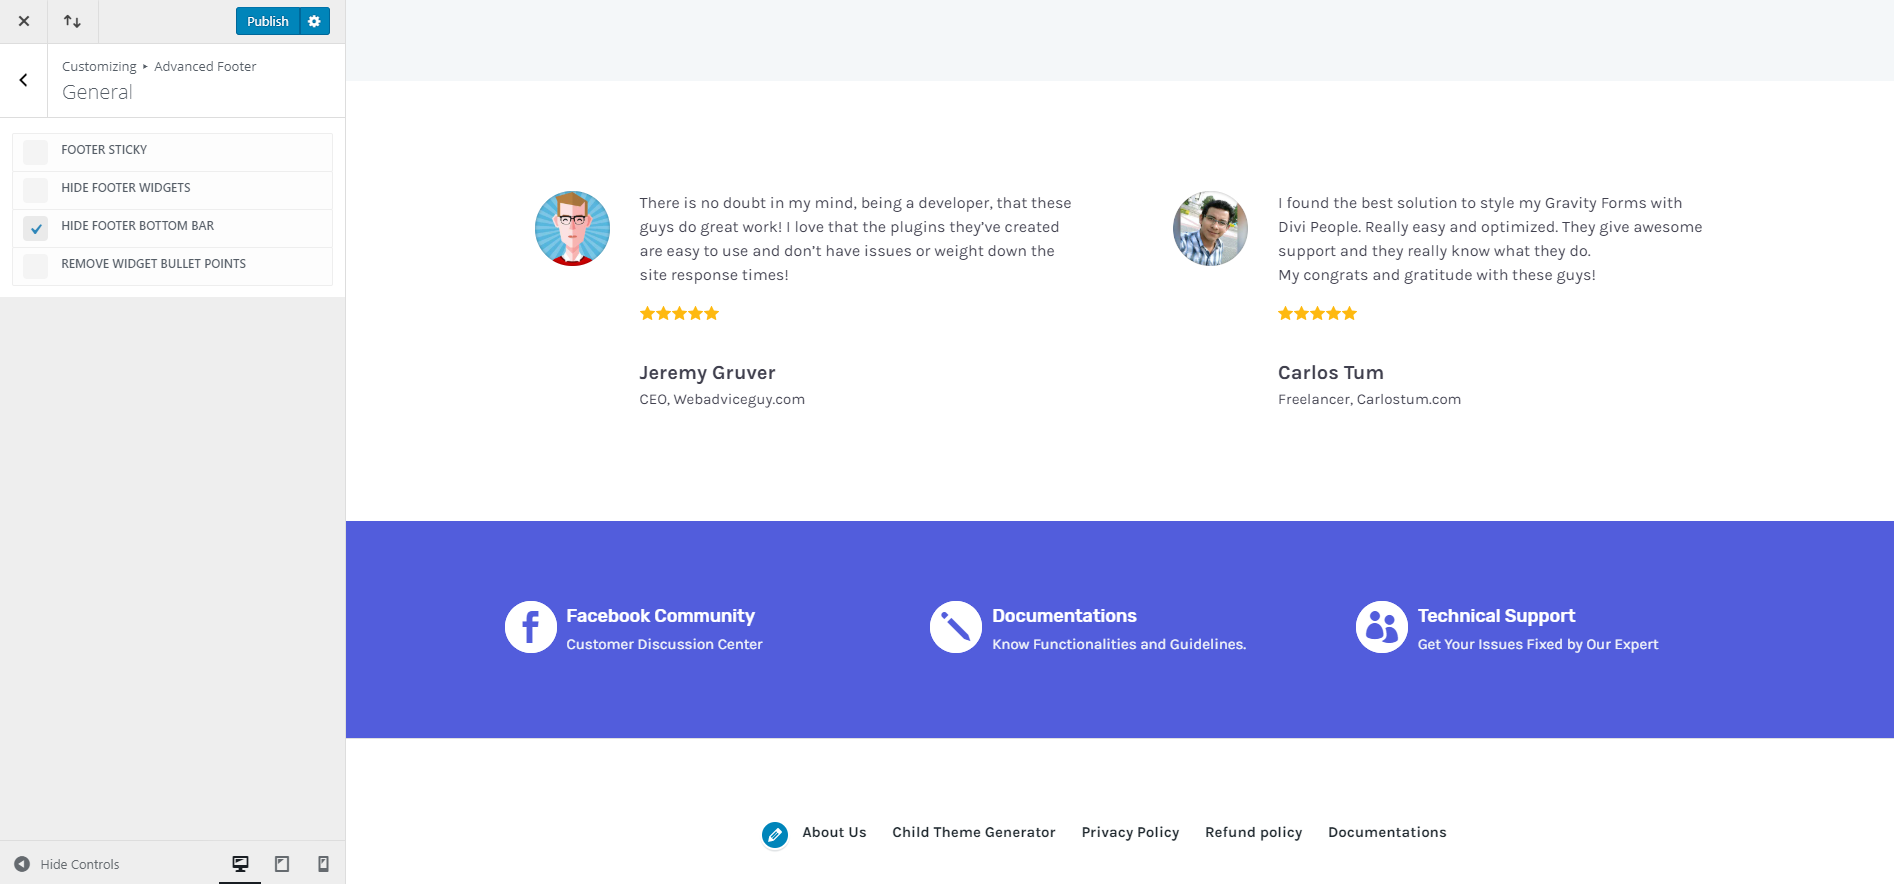 Publish
Customizing ▸ Advanced Footer
General
FOOTER STICKY
HIDE FOOTER WIDGETS
HIDE FOOTER BOTTOM BAR
REMOVE WIDGET BULLET POINTS
Hide Controls
There is no doubt in my mind, being a developer, that these
guys do great work! I love that the plugins they’ve created
are easy to use and don’t have issues or weight down the
site response times!
Jeremy Gruver
CEO, Webadviceguy.com
I found the best solution to style my Gravity Forms with
Divi People. Really easy and optimized. They give awesome
support and they really know what they do.
My congrats and gratitude with these guys!
Carlos Tum
Freelancer, Carlostum.com
Facebook Community
Customer Discussion Center
Documentations
Know Functionalities and Guidelines.
Technical Support
Get Your Issues Fixed by Our Expert
About Us Child Theme Generator Privacy Policy Refund policy Documentations